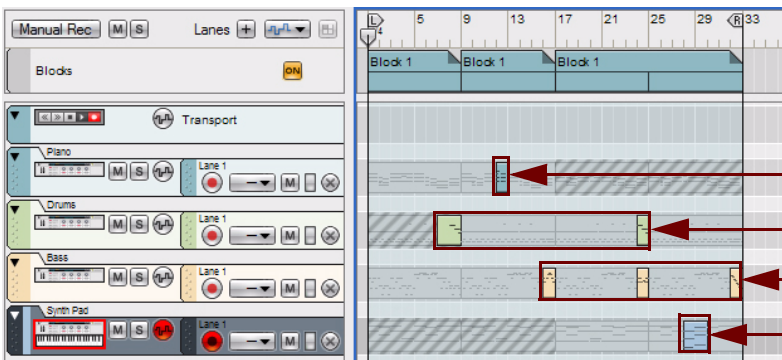 Manual Rec M S Lanes +
L 5 9 13 17 21 25 29 R 33
4
Blocks ON
Block 1 Block 1 Block 1
Transport
Piano
M S Lane 1
M
Drums
M S Lane 1
M
Bass
M S Lane 1
M
Synth Pad
M S Lane 1
M